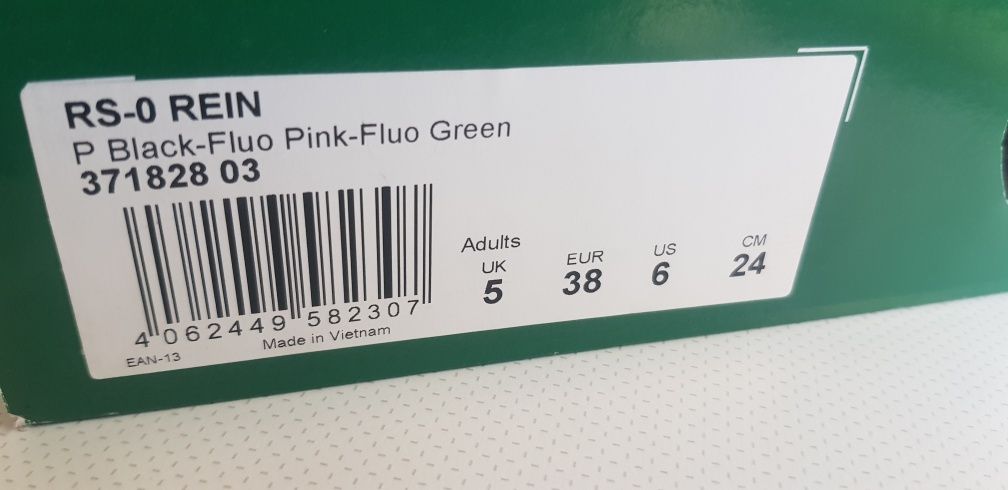 RS-0 REIN
P Black-Fluo Pink-Fluo Green
371828 03
Adults
UK EUR US CM
5 38 6 24
4 062449 582307
EAN-13 Made in Vietnam